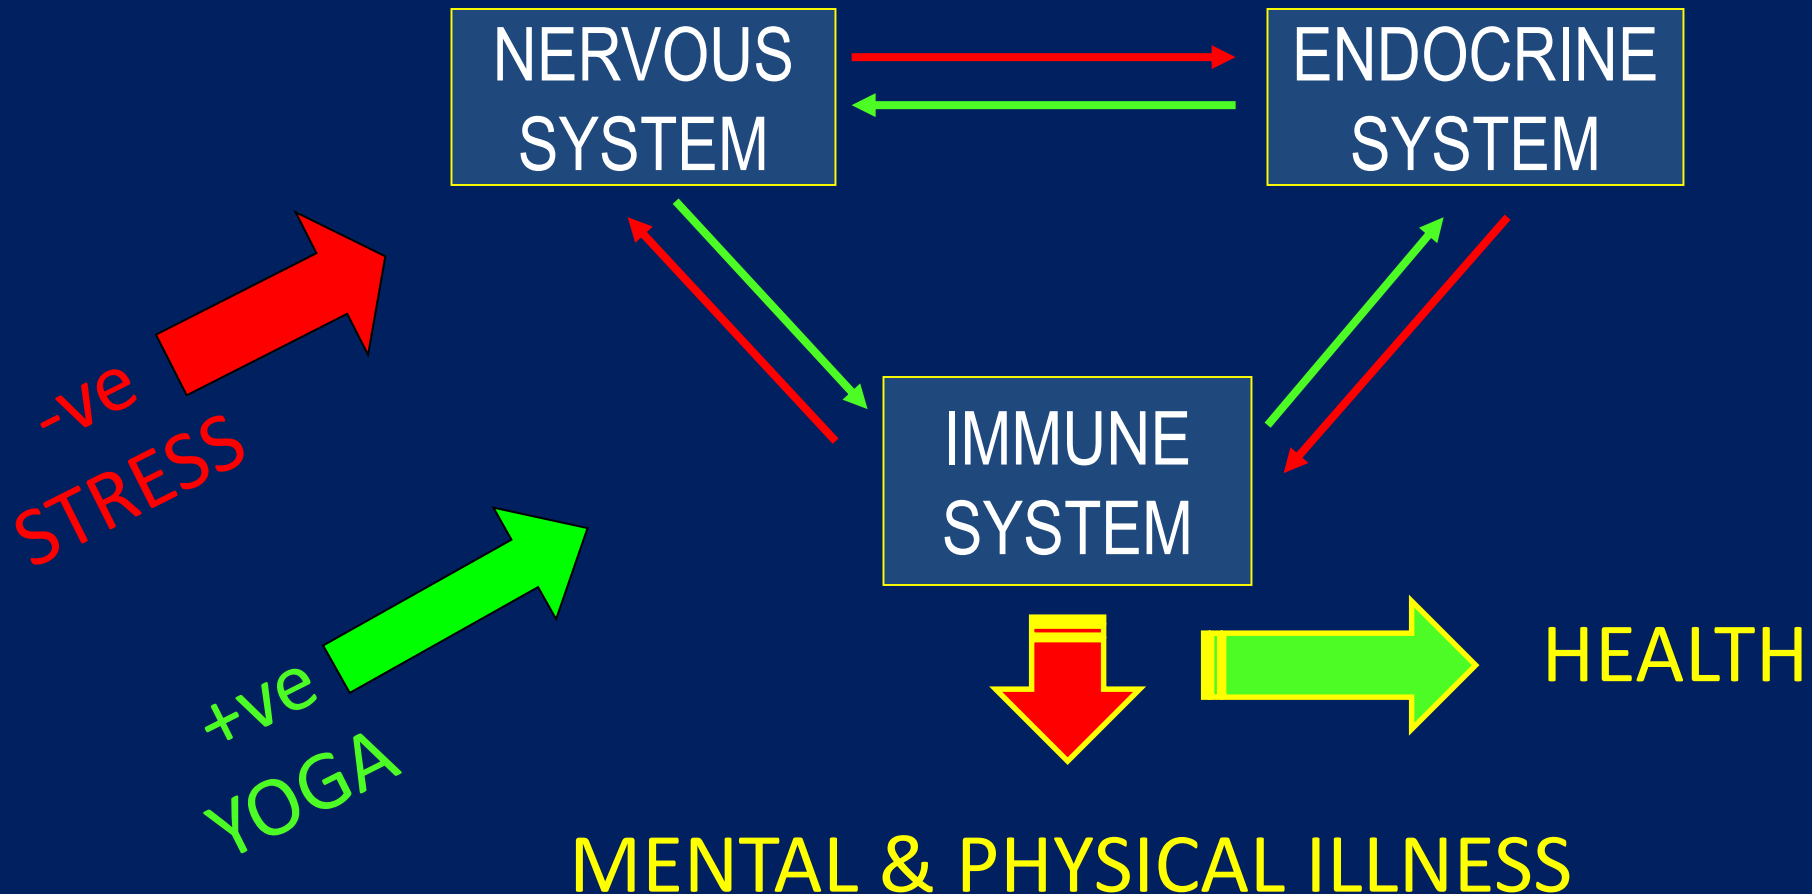 NERVOUS
SYSTEM
ENDOCRINE
SYSTEM
-ve
STRESS
IMMUNE
SYSTEM
+ve
YOGA
HEALTH
MENTAL & PHYSICAL ILLNESS